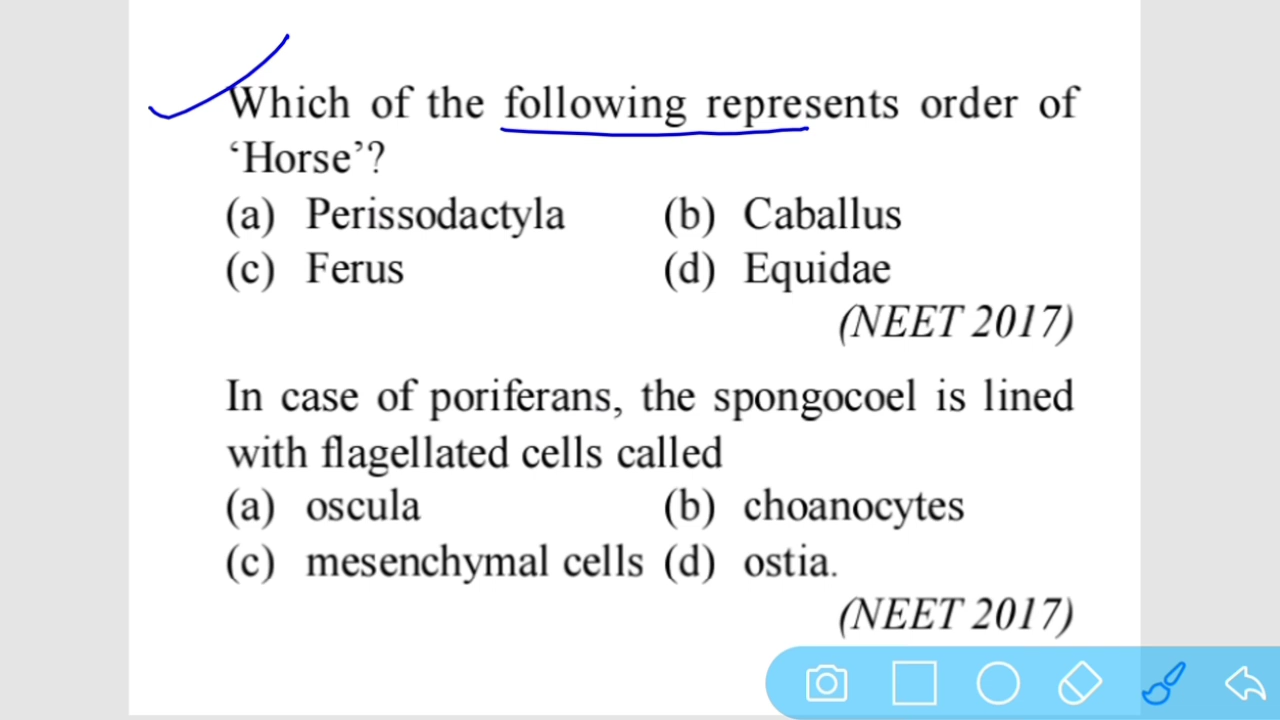 Which of the following represents order of
‘Horse’?
(a) Perissodactyla (b) Caballus
(c) Ferus (d) Equidae
(NEET 2017)
In case of poriferans, the spongocoel is lined
with flagellated cells called
(a) oscula (b) choanocytes
(c) mesenchymal cells (d) ostia.
(NEET 2017)